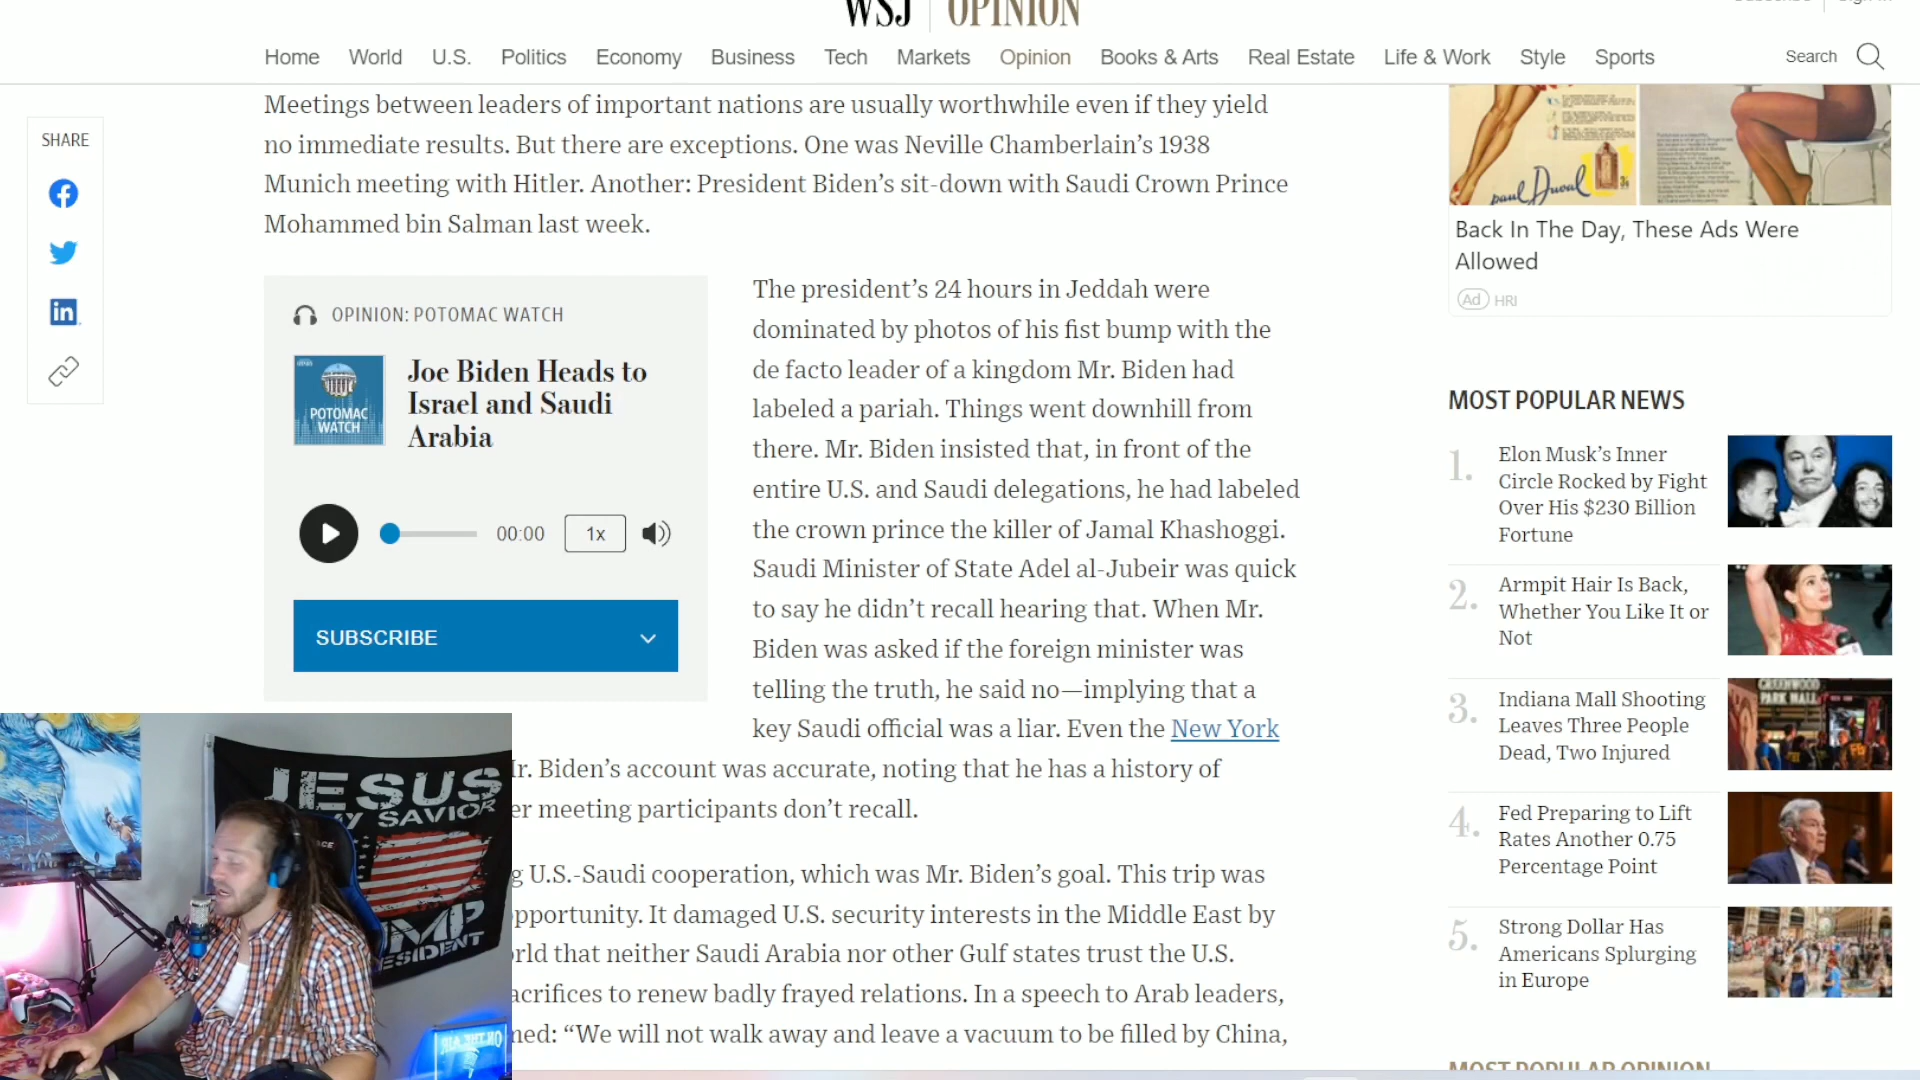 WSJ OPINION
Home World U.S. Politics Economy Business Tech Markets Opinion Books & Arts Real Estate Life & Work Style Sports Search
SHARE
Meetings between leaders of important nations are usually worthwhile even if they yield
no immediate results. But there are exceptions. One was Neville Chamberlain’s 1938
Munich meeting with Hitler. Another: President Biden’s sit-down with Saudi Crown Prince
Mohammed bin Salman last week.
OPINION: POTOMAC WATCH
POTOMAC
WATCH
Joe Biden Heads to
Israel and Saudi
Arabia
00:00 1x
SUBSCRIBE
The president’s 24 hours in Jeddah were
dominated by photos of his fist bump with the
de facto leader of a kingdom Mr. Biden had
labeled a pariah. Things went downhill from
there. Mr. Biden insisted that, in front of the
entire U.S. and Saudi delegations, he had labeled
the crown prince the killer of Jamal Khashoggi.
Saudi Minister of State Adel al-Jubeir was quick
to say he didn’t recall hearing that. When Mr.
Biden was asked if the foreign minister was
telling the truth, he said no—implying that a
key Saudi official was a liar. Even the New York
r. Biden’s account was accurate, noting that he has a history of
er meeting participants don’t recall.
g U.S.-Saudi cooperation, which was Mr. Biden’s goal. This trip was
pportunity. It damaged U.S. security interests in the Middle East by
rld that neither Saudi Arabia nor other Gulf states trust the U.S.
acrifices to renew badly frayed relations. In a speech to Arab leaders,
ned: “We will not walk away and leave a vacuum to be filled by China,
paul Duval
Back In The Day, These Ads Were
Allowed
Ad HRI
MOST POPULAR NEWS
1. Elon Musk’s Inner
Circle Rocked by Fight
Over His $230 Billion
Fortune
2. Armpit Hair Is Back,
Whether You Like It or
Not
3. Indiana Mall Shooting
Leaves Three People
Dead, Two Injured
PARK MALL
4. Fed Preparing to Lift
Rates Another 0.75
Percentage Point
5. Strong Dollar Has
Americans Splurging
in Europe
MOST POPULAR OPINION
JESUS
MY SAVIOR
MP
ESIDENT
ON THE AIR